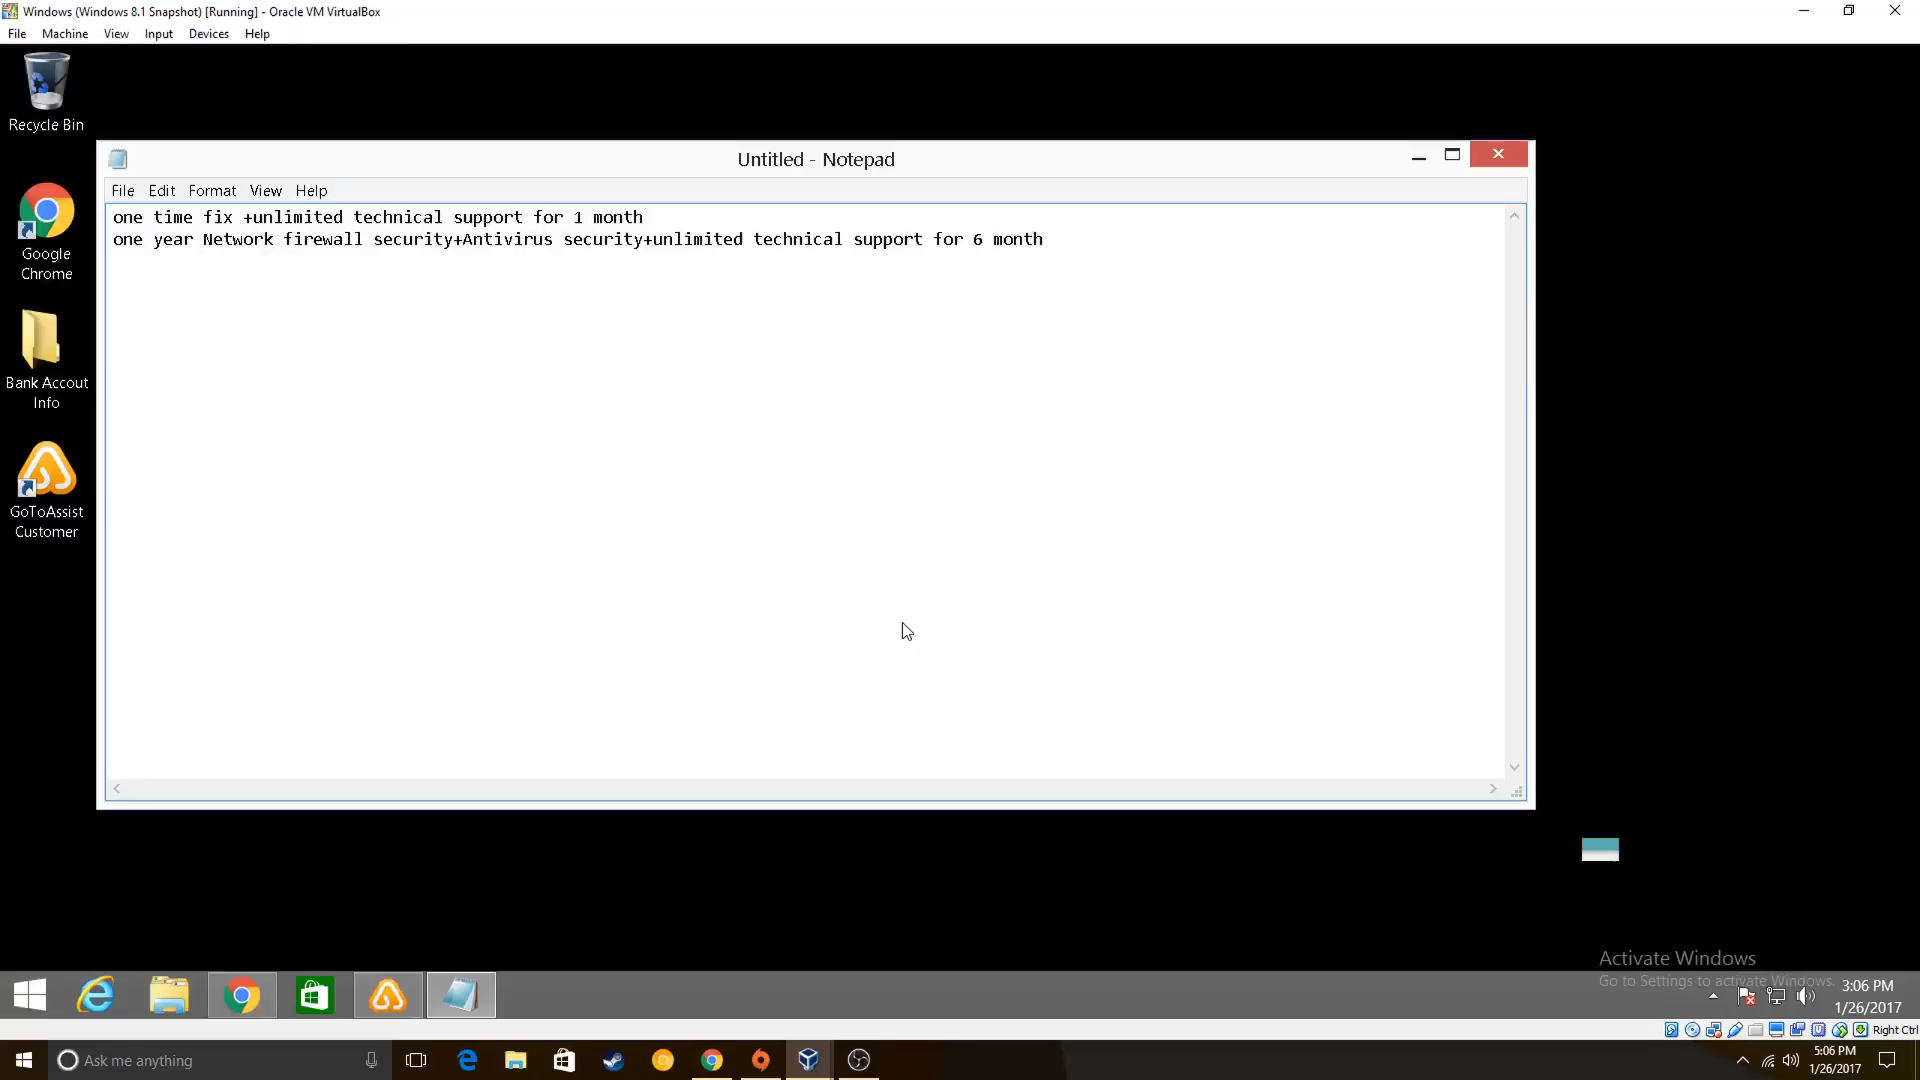 Windows (Windows 8.1 Snapshot) [Running] - Oracle VM VirtualBox
File Machine View Input Devices Help
Recycle Bin
Untitled - Notepad
File Edit Format View Help
one time fix +unlimited technical support for 1 month
one year Network firewall security+Antivirus security+unlimited technical support for 6 month
Google
Chrome
Bank Accout
Info
GoToAssist
Customer
Activate Windows
Go to Settings to activate Windows.
3:06 PM
1/26/2017
Right Ctrl
Ask me anything
5:06 PM
1/26/2017